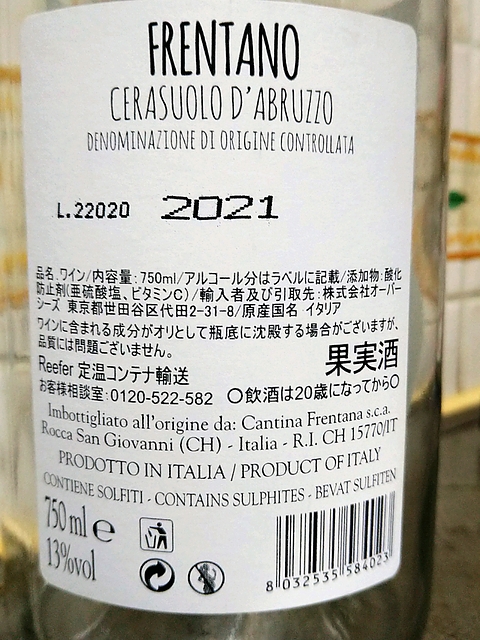 FRENTANO
CERASUOLO D'ABRUZZO
DENOMINAZIONE DI ORIGINE CONTROLLATA
L.22020 2021
品名 ワイン/内容量:750ml/アルコール分はラベルに記載/添加物:酸化
防止剤(亜硫酸塩、ビタミンC)/輸入者及び引取先:株式会社オーバー
シーズ 東京都世田谷区代田2-31-8/原産国名 イタリア
ワインに含まれる成分がオリとして瓶底に沈殿する場合がございますが、
品質には問題ございません。
果実酒
Reefer 定温コンテナ輸送
お客様相談室:0120-522-582 〇飲酒は20歳になってから〇
Imbottigliato all'origine da: Cantina Frentana s.c.a.
Rocca San Giovanni (CH) - Italia - R.I. CH 15770/IT
PRODOTTO IN ITALIA / PRODUCT OF ITALY
CONTIENE SOLFITI - CONTAINS SULPHITES - BEVAT SULFITEN
750 ml e
13%vol
8 032535 584023